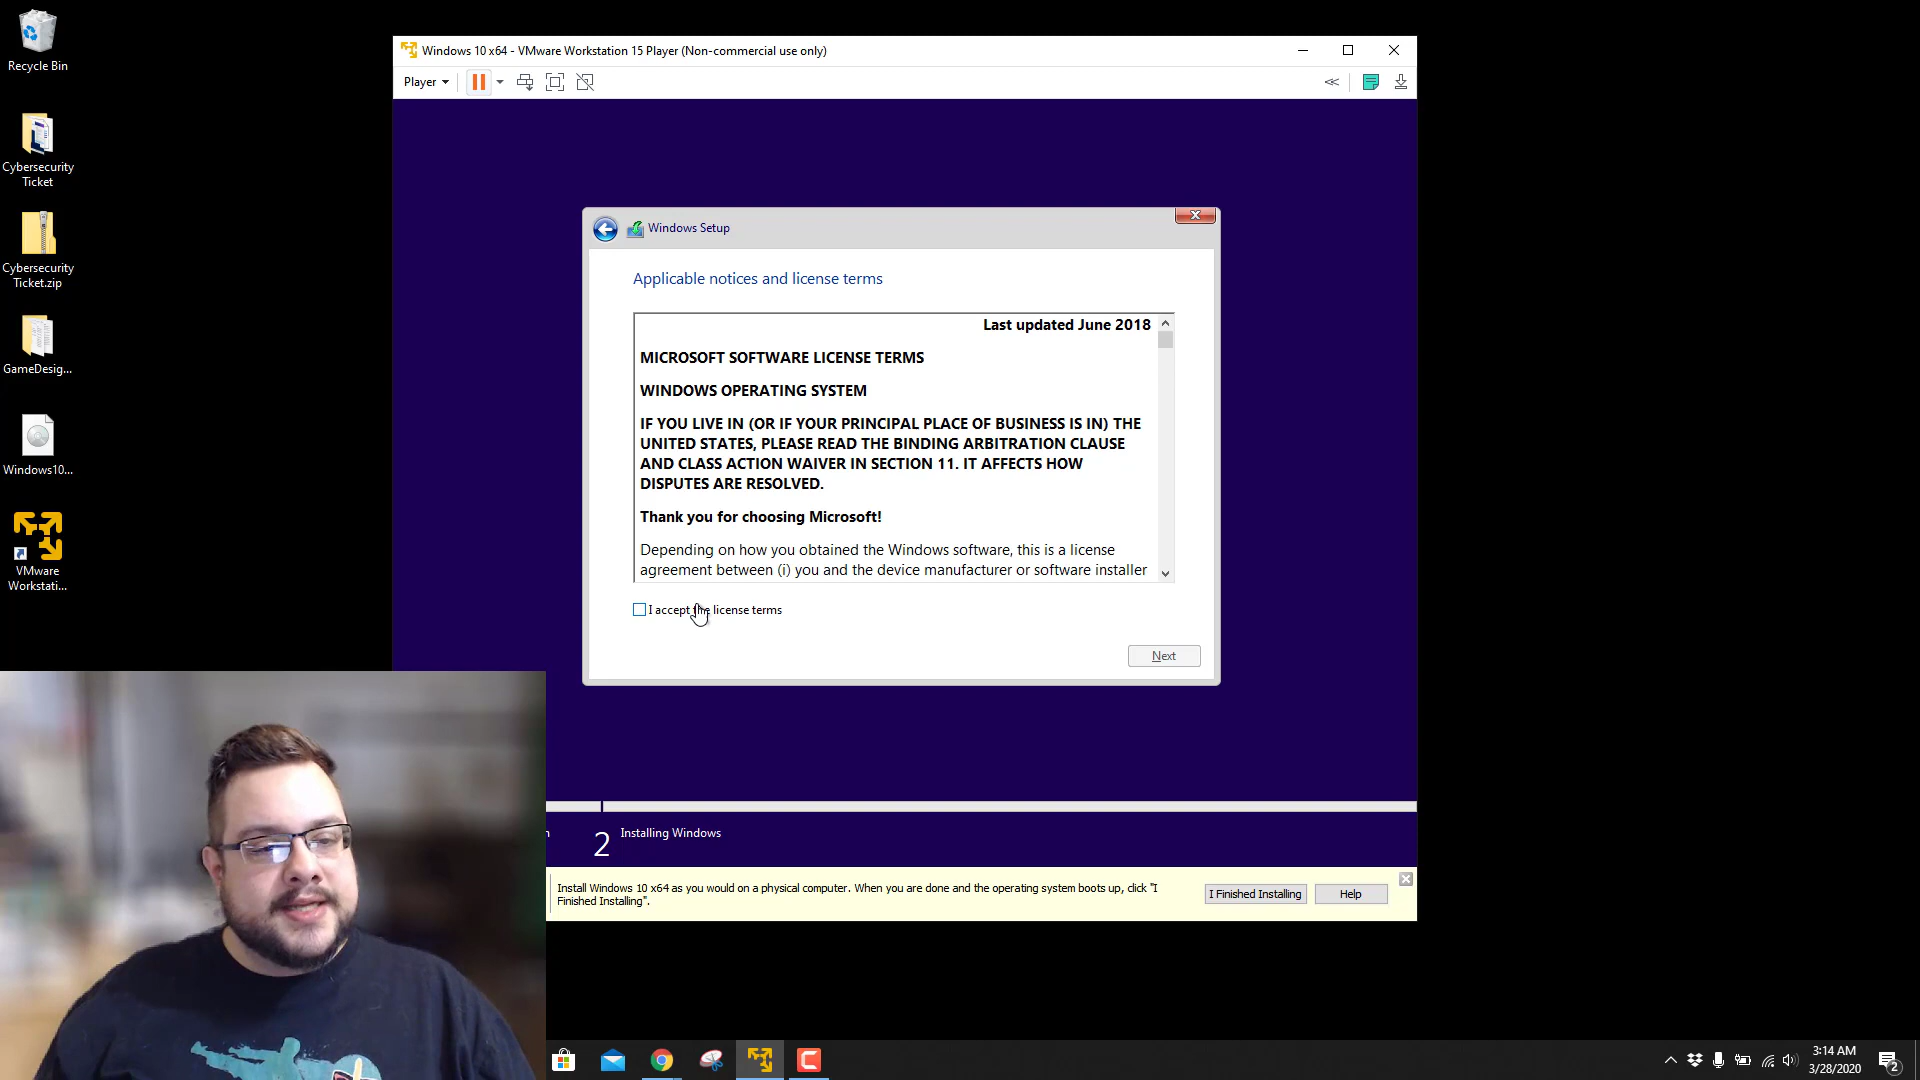 Recycle Bin
Cybersecurity
Ticket
Cybersecurity
Ticket.zip
GameDesig...
Windows10...
VMware
Workstati...
Windows 10 x64 - VMware Workstation 15 Player (Non-commercial use only)
Player
Windows Setup
Applicable notices and license terms
Last updated June 2018
MICROSOFT SOFTWARE LICENSE TERMS
WINDOWS OPERATING SYSTEM
IF YOU LIVE IN (OR IF YOUR PRINCIPAL PLACE OF BUSINESS IS IN) THE
UNITED STATES, PLEASE READ THE BINDING ARBITRATION CLAUSE
AND CLASS ACTION WAIVER IN SECTION 11. IT AFFECTS HOW
DISPUTES ARE RESOLVED.
Thank you for choosing Microsoft!
Depending on how you obtained the Windows software, this is a license
agreement between (i) you and the device manufacturer or software installer
I accept the license terms
Next
2 Installing Windows
Install Windows 10 x64 as you would on a physical computer. When you are done and the operating system boots up, click "I
Finished Installing".
I Finished Installing
Help
3:14 AM
3/28/2020
2